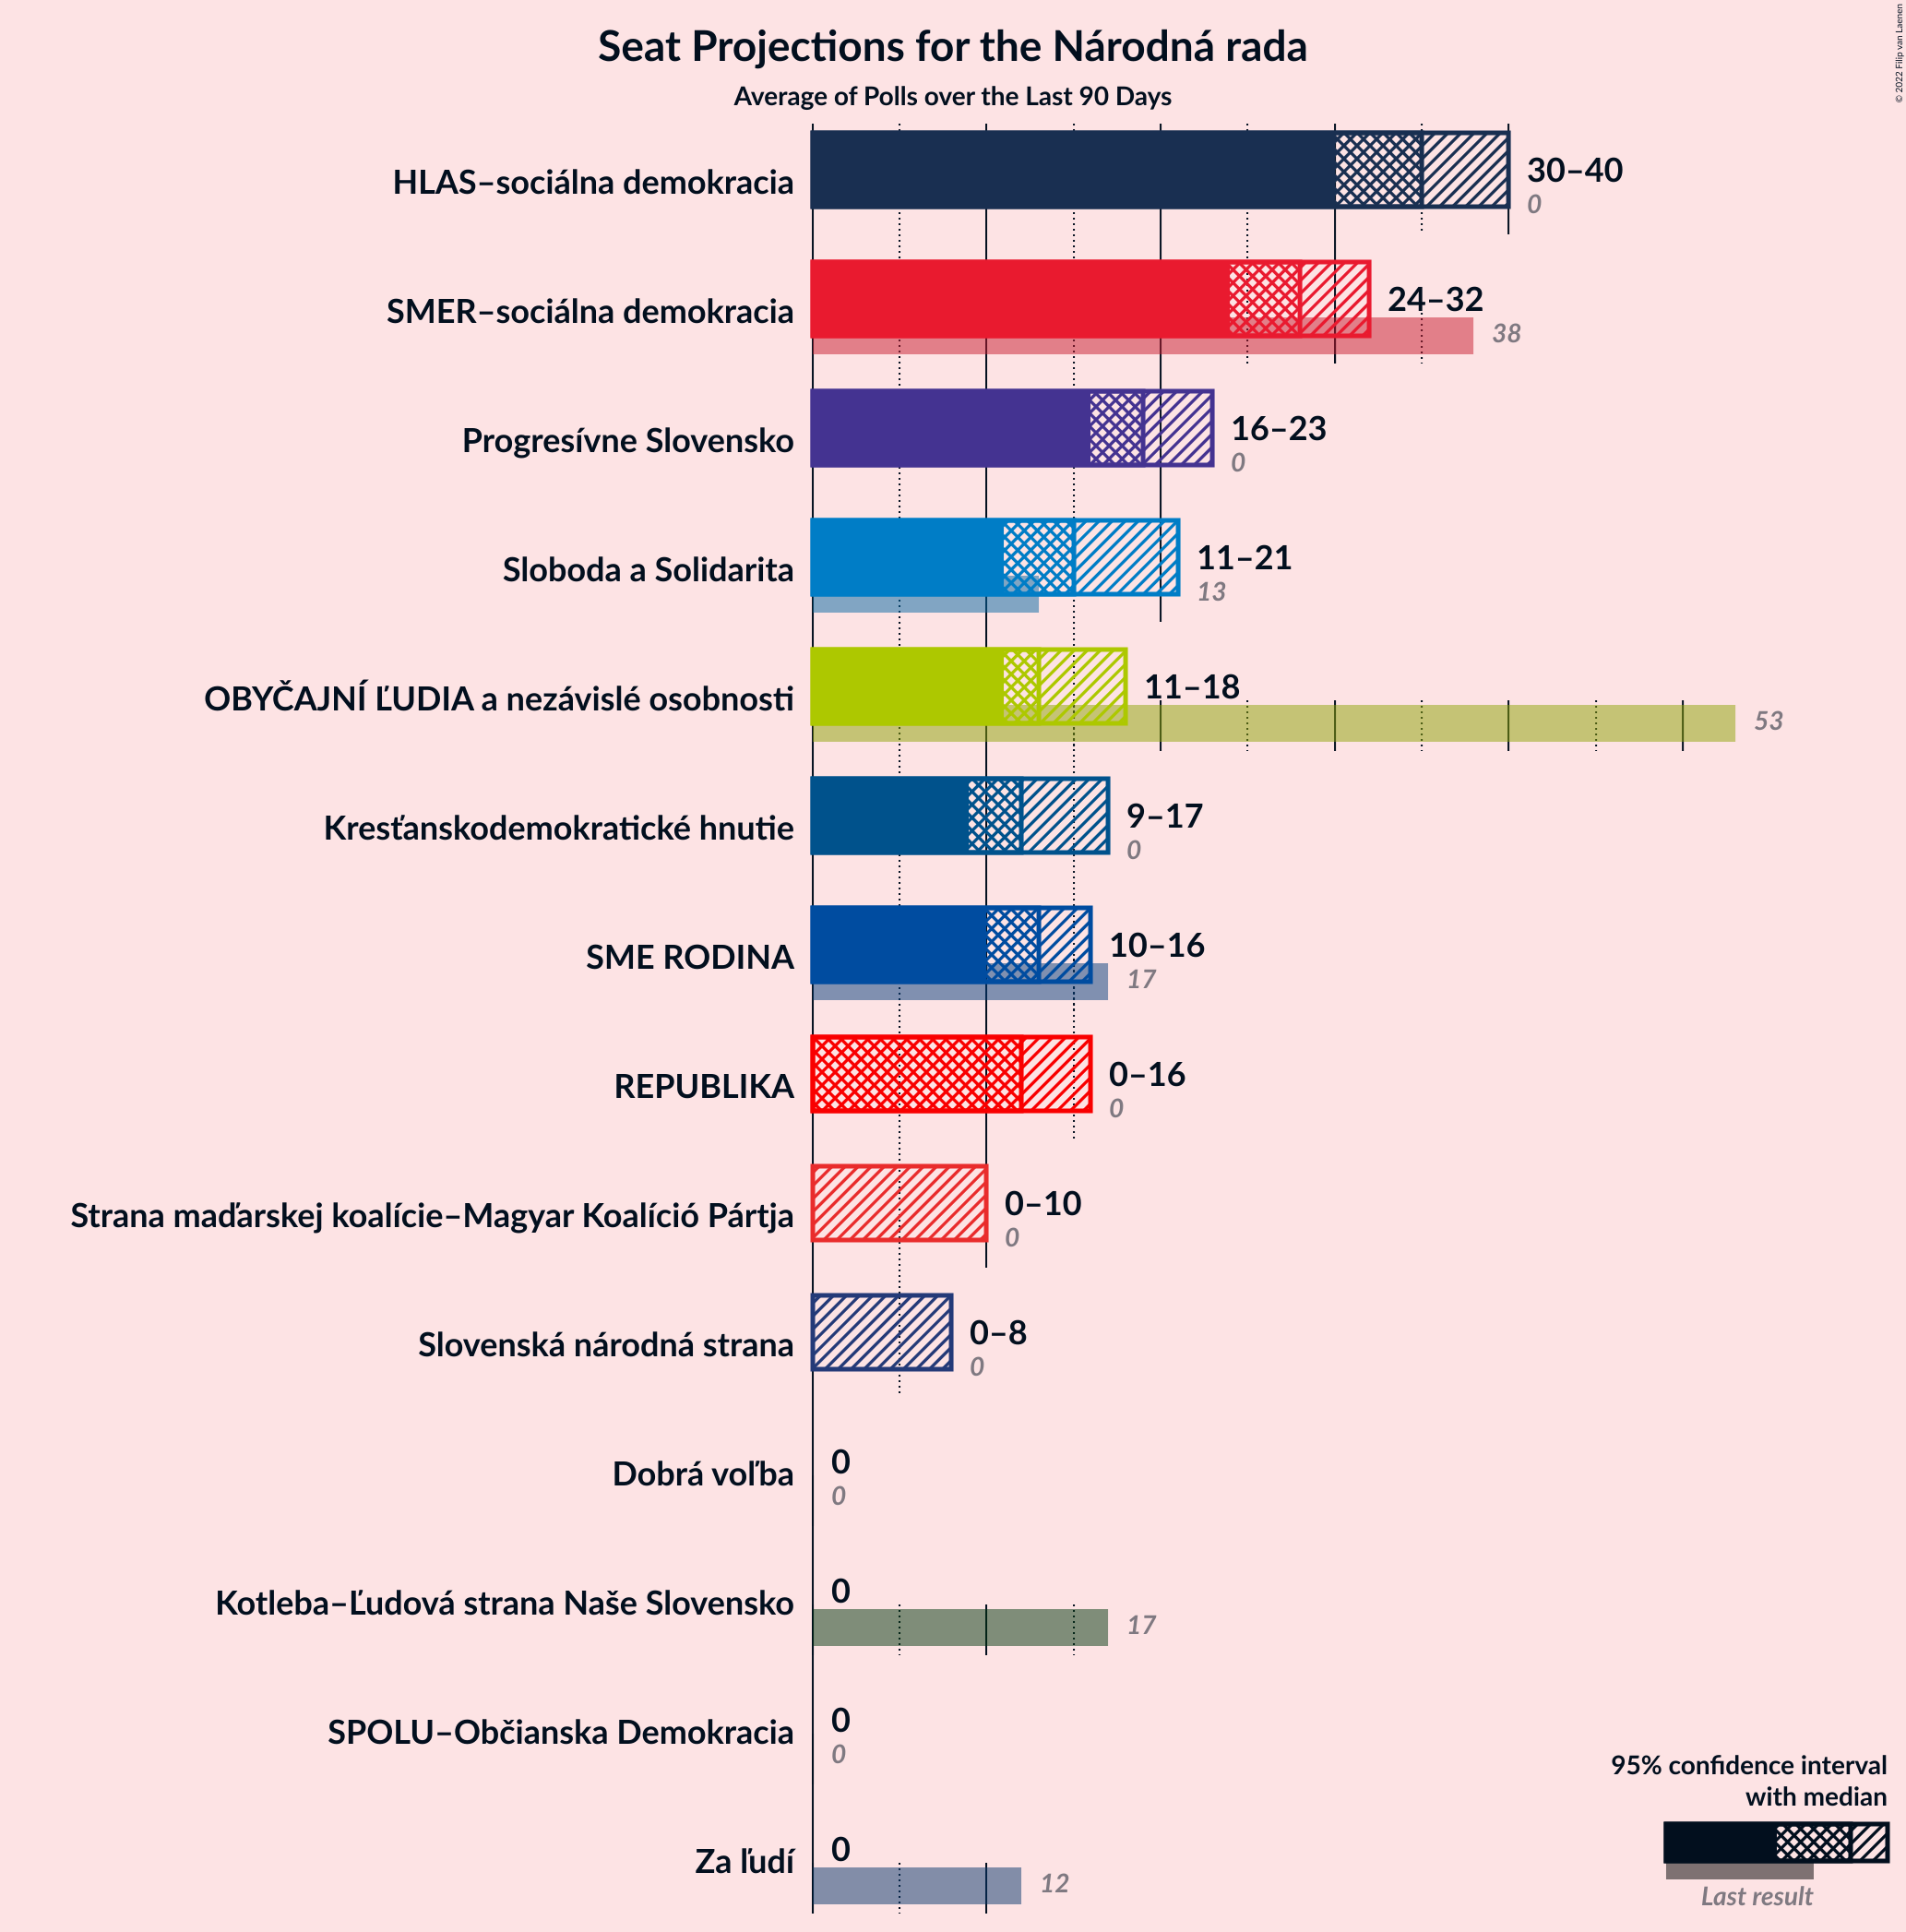 Seat Projections for the Národná rada
Average of Polls over the Last 90 Days
© 2022 Filip van Laenen
HLAS–sociálna demokracia
30–40
0
SMER–sociálna demokracia
24–32
38
Progresívne Slovensko
16–23
0
Sloboda a Solidarita
11–21
13
OBYČAJNÍ ĽUDIA a nezávislé osobnosti
11–18
53
Kresťanskodemokratické hnutie
9–17
0
SME RODINA
10–16
17
REPUBLIKA
0–16
0
Strana maďarskej koalície–Magyar Koalíció Pártja
0–10
0
Slovenská národná strana
0–8
0
Dobrá voľba
0
0
Kotleba–Ľudová strana Naše Slovensko
0
17
SPOLU–Občianska Demokracia
0
0
Za ľudí
0
12
95% confidence interval
with median
Last result